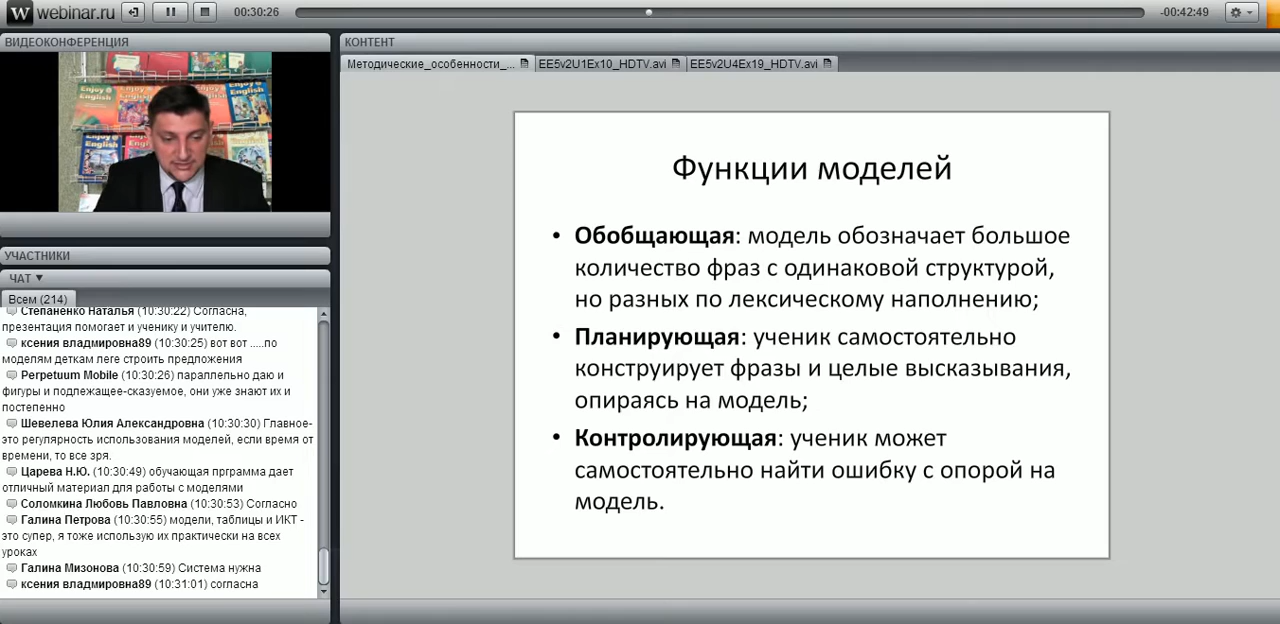 W webinar.ru
00:30:26
-00:42:49
ВИДЕОКОНФЕРЕНЦИЯ
Enjoy English
УЧАСТНИКИ
ЧАТ ▼
Всем (214)
Степаненко Наталья (10:30:22) Согласна,
презентация помогает и ученику и учителю.
ксения владмировна89 (10:30:25) вот вот .....по
моделям деткам леге строить предложения
Perpetuum Mobile (10:30:26) параллельно даю и
фигуры и подлежащее-сказуемое, они уже знают их и
постепенно
Шевелева Юлия Александровна (10:30:30) Главное-
это регулярность использования моделей, если время от
времени, то все зря.
Царева Н.Ю. (10:30:49) обучающая прграмма дает
отличный материал для работы с моделями
Соломкина Любовь Павловна (10:30:53) Согласно
Галина Петрова (10:30:55) модели, таблицы и ИКТ -
это супер, я тоже использую их практически на всех
уроках
Галина Мизонова (10:30:59) Система нужна
ксения владмировна89 (10:31:01) согласна
КОНТЕНТ
Методические_особенности_...
EE5v2U1Ex10_HDTV.avi
EE5v2U4Ex19_HDTV.avi
Функции моделей
• Обобщающая: модель обозначает большое
количество фраз с одинаковой структурой,
но разных по лексическому наполнению;
• Планирующая: ученик самостоятельно
конструирует фразы и целые высказывания,
опираясь на модель;
• Контролирующая: ученик может
самостоятельно найти ошибку с опорой на
модель.